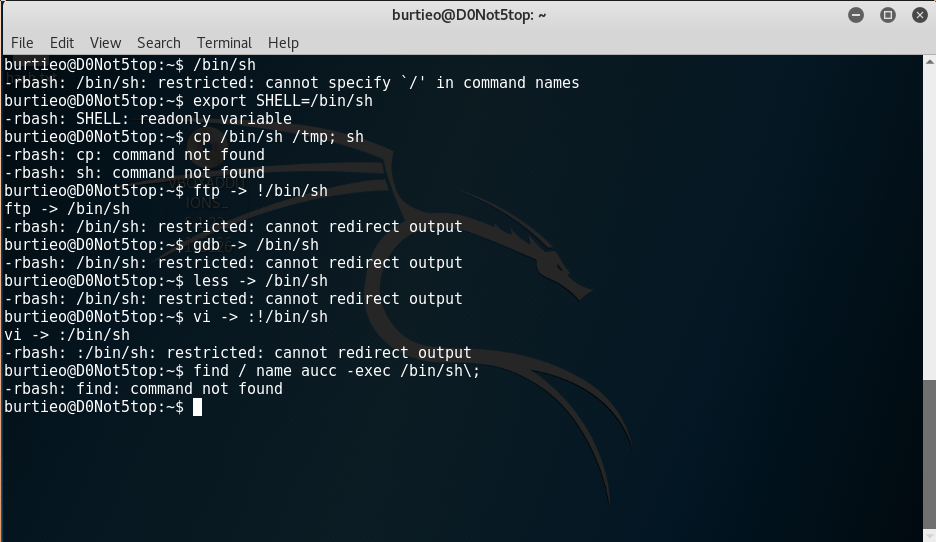 burtieo@D0Not5top: ~
File Edit View Search Terminal Help
burtieo@D0Not5top:~$ /bin/sh
-rbash: /bin/sh: restricted: cannot specify `/' in command names
burtieo@D0Not5top:~$ export SHELL=/bin/sh
-rbash: SHELL: readonly variable
burtieo@D0Not5top:~$ cp /bin/sh /tmp; sh
-rbash: cp: command not found
-rbash: sh: command not found
burtieo@D0Not5top:~$ ftp -> !/bin/sh
ftp -> /bin/sh
-rbash: /bin/sh: restricted: cannot redirect output
burtieo@D0Not5top:~$ gdb -> /bin/sh
-rbash: /bin/sh: restricted: cannot redirect output
burtieo@D0Not5top:~$ less -> /bin/sh
-rbash: /bin/sh: restricted: cannot redirect output
burtieo@D0Not5top:~$ vi -> :!/bin/sh
vi -> :/bin/sh
-rbash: :/bin/sh: restricted: cannot redirect output
burtieo@D0Not5top:~$ find / name aucc -exec /bin/sh\;
-rbash: find: command not found
burtieo@D0Not5top:~$